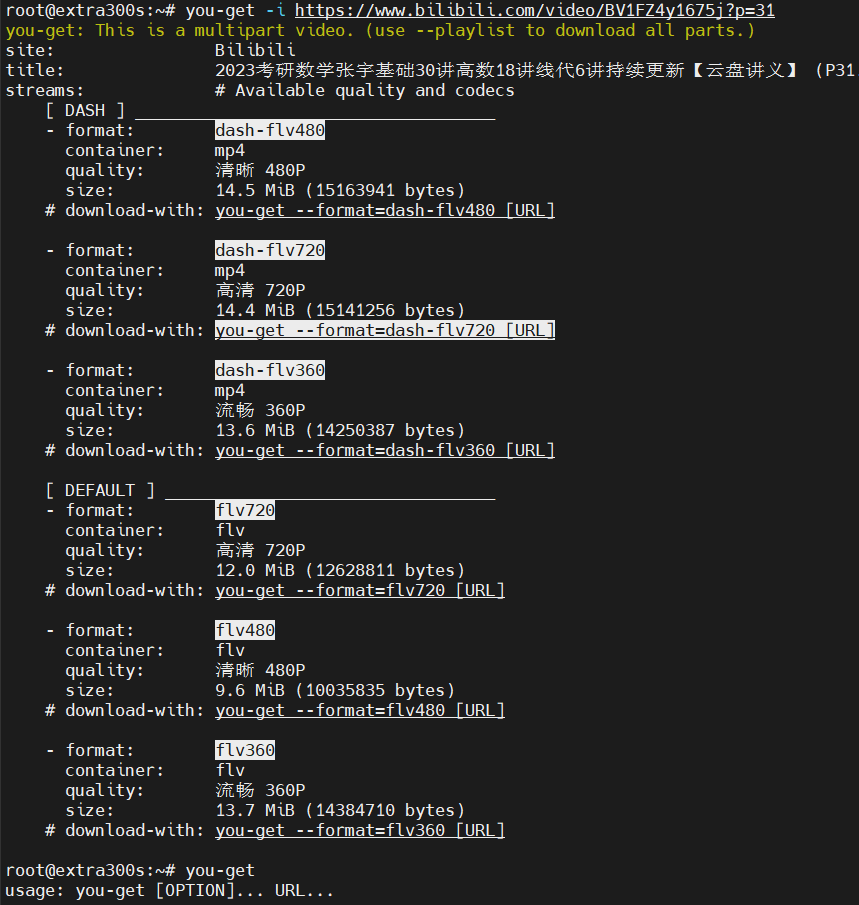 root@extra300s:~# you-get -i https://www.bilibili.com/video/BV1FZ4y1675j?p=31
you-get: This is a multipart video. (use --playlist to download all parts.)
site: Bilibili
title: 2023考研数学张宇基础30讲高数18讲线代6讲持续更新【云盘讲义】 (P31
streams: # Available quality and codecs
[ DASH ] ____________________________________
- format: dash-flv480
container: mp4
quality: 清晰 480P
size: 14.5 MiB (15163941 bytes)
# download-with: you-get --format=dash-flv480 [URL]
- format: dash-flv720
container: mp4
quality: 高清 720P
size: 14.4 MiB (15141256 bytes)
# download-with: you-get --format=dash-flv720 [URL]
- format: dash-flv360
container: mp4
quality: 流畅 360P
size: 13.6 MiB (14250387 bytes)
# download-with: you-get --format=dash-flv360 [URL]
[ DEFAULT ] _________________________________
- format: flv720
container: flv
quality: 高清 720P
size: 12.0 MiB (12628811 bytes)
# download-with: you-get --format=flv720 [URL]
- format: flv480
container: flv
quality: 清晰 480P
size: 9.6 MiB (10035835 bytes)
# download-with: you-get --format=flv480 [URL]
- format: flv360
container: flv
quality: 流畅 360P
size: 13.7 MiB (14384710 bytes)
# download-with: you-get --format=flv360 [URL]
root@extra300s:~# you-get
usage: you-get [OPTION]... URL...